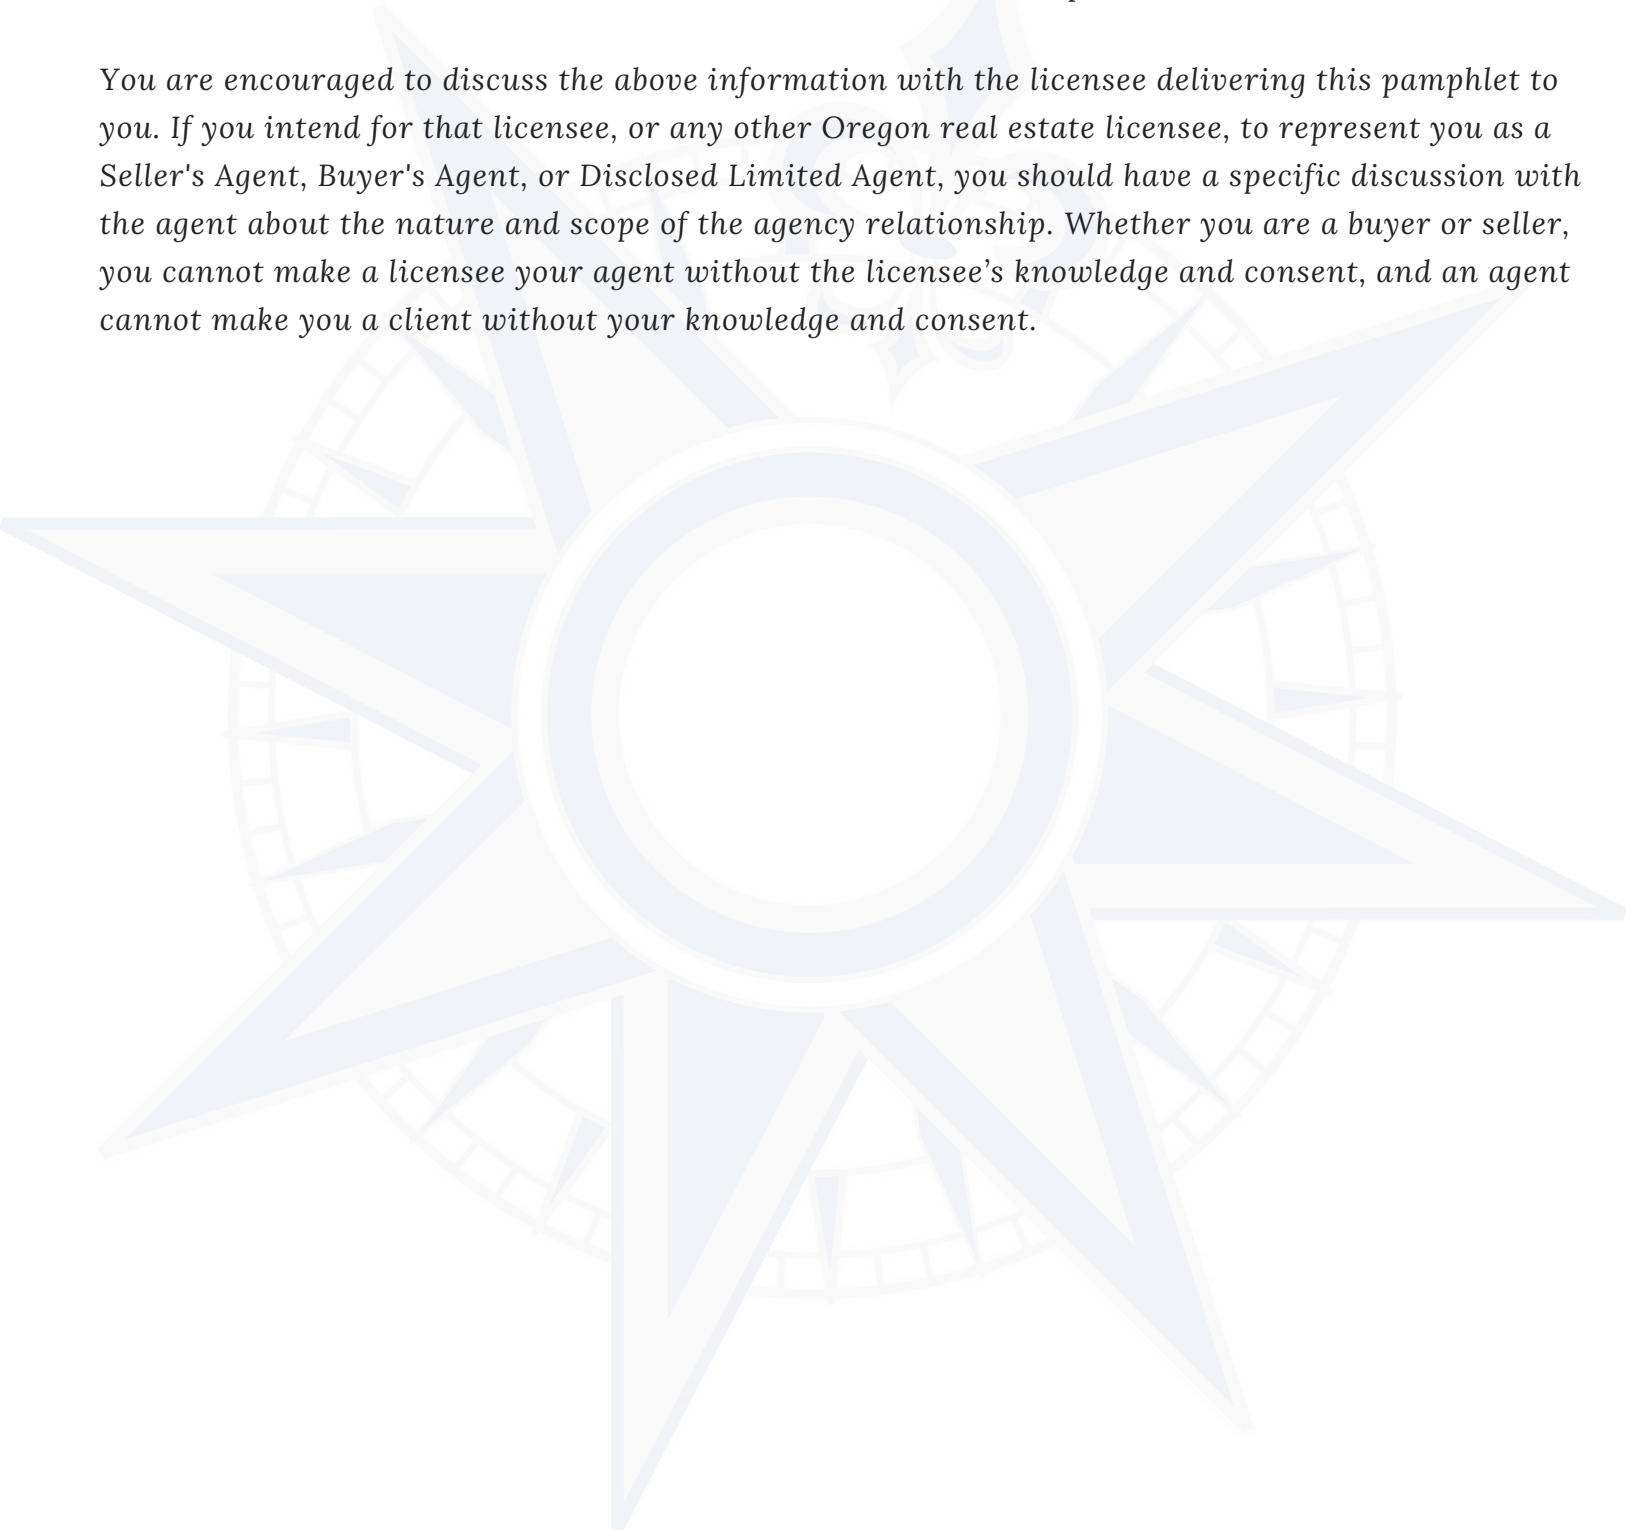 You are encouraged to discuss the above information with the licensee delivering this pamphlet to
you. If you intend for that licensee, or any other Oregon real estate licensee, to represent you as a
Seller's Agent, Buyer's Agent, or Disclosed Limited Agent, you should have a specific discussion with
the agent about the nature and scope of the agency relationship. Whether you are a buyer or seller,
you cannot make a licensee your agent without the licensee’s knowledge and consent, and an agent
cannot make you a client without your knowledge and consent.